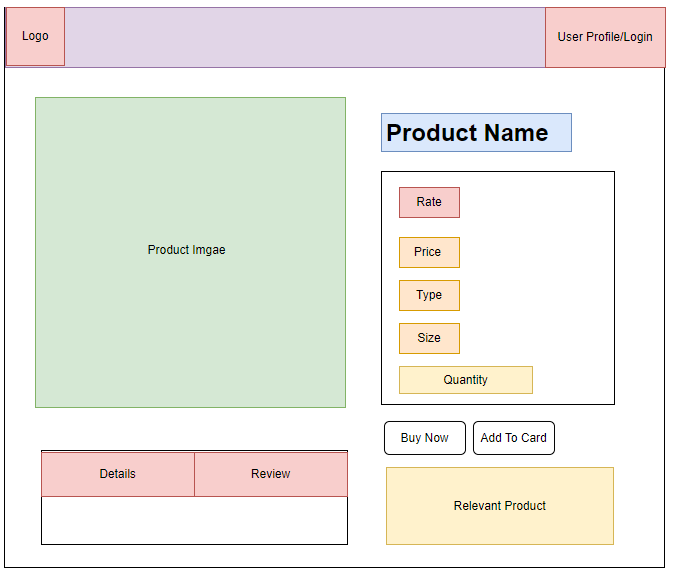 Logo
User Profile/Login
Product Name
Product Imgae
Rate
Price
Type
Size
Quantity
Buy Now
Add To Card
Details
Review
Relevant Product